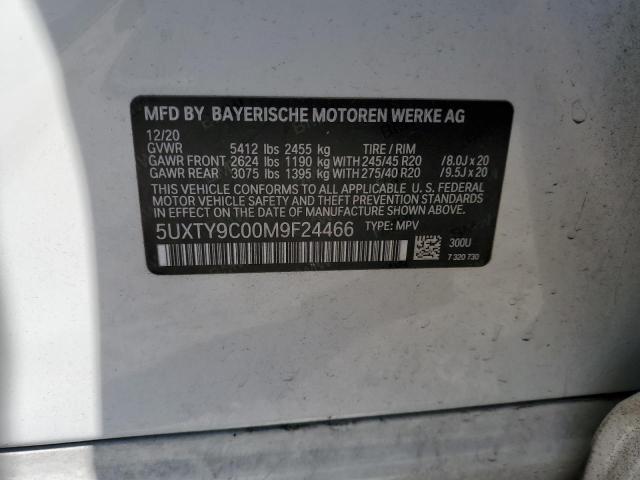 MFD BY BAYERISCHE MOTOREN WERKE AG
12/20
GVWR 5412 lbs 2455 kg TIRE / RIM
GAWR FRONT 2624 lbs 1190 kg WITH 245/45 R20 /8.0J x 20
GAWR REAR 3075 lbs 1395 kg WITH 275/40 R20 /9.5J x 20
THIS VEHICLE CONFORMS TO ALL APPLICABLE U. S. FEDERAL
MOTOR VEHICLE SAFETY AND THEFT PREVENTION STANDARDS
IN EFFECT ON THE DATE OF MANUFACTURE SHOWN ABOVE.
5UXTY9C00M9F24466 TYPE: MPV
300U
7 320 730